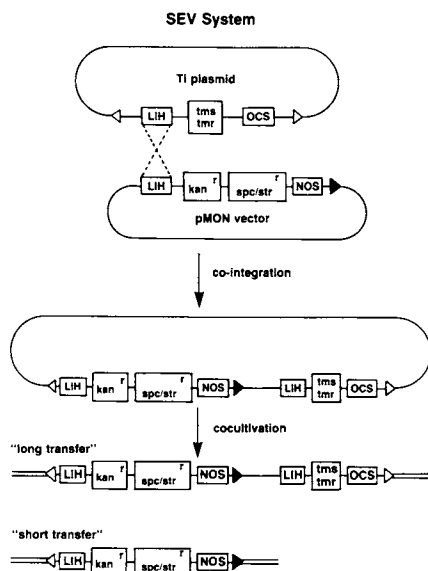 SEV System
Ti plasmid
LIH tms tmr OCS
LIH kan r spc/str r NOS
pMON vector
co-integration
LIH kan r spc/str r NOS LIH tms tmr OCS
cocultivation
"long transfer"
LIH kan r spc/str r NOS LIH tms tmr OCS
"short transfer"
LIH kan r spc/str r NOS